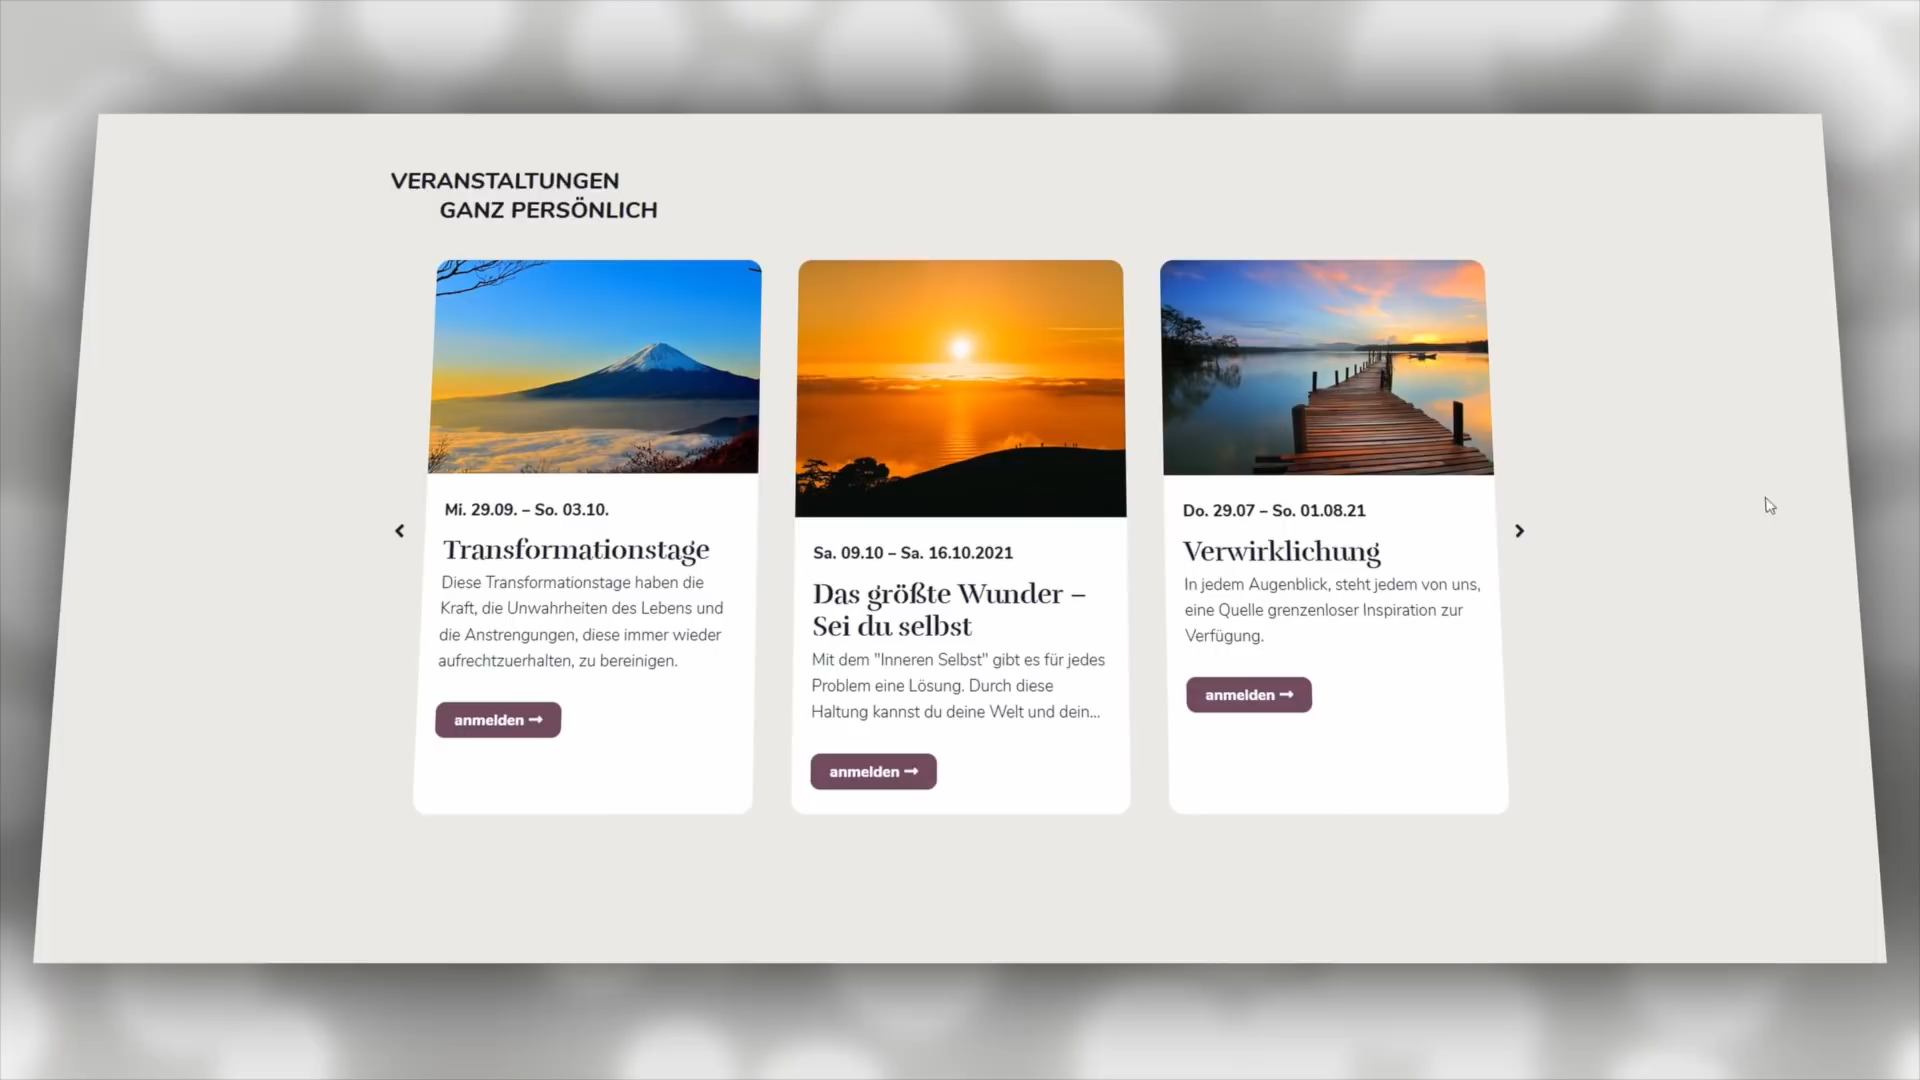 VERANSTALTUNGEN
GANZ PERSÖNLICH
Mi. 29.09. – So. 03.10.
Transformationstage
Diese Transformationstage haben die
Kraft, die Unwahrheiten des Lebens und
die Anstrengungen, diese immer wieder
aufrechtzuerhalten, zu bereinigen.
anmelden →
Sa. 09.10 – Sa. 16.10.2021
Das größte Wunder –
Sei du selbst
Mit dem "Inneren Selbst" gibt es für jedes
Problem eine Lösung. Durch diese
Haltung kannst du deine Welt und dein...
anmelden →
Do. 29.07 – So. 01.08.21
Verwirklichung
In jedem Augenblick, steht jedem von uns,
eine Quelle grenzenloser Inspiration zur
Verfügung.
anmelden →